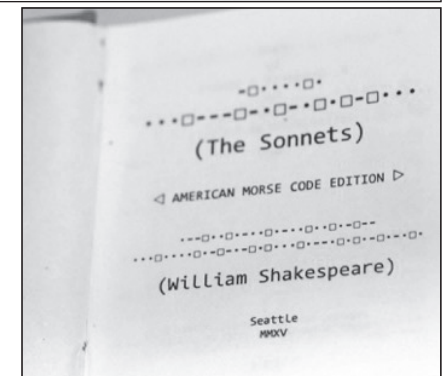 -□····□·
···□---□-·□-·□·□-□···
(The Sonnets)
◁ AMERICAN MORSE CODE EDITION ▷
·--□··□·-··□·-··□··□·-□--
···□····□·-□-·-□·□···□·--·□·□·-□·-·□·
(William Shakespeare)
Seattle
MMXV